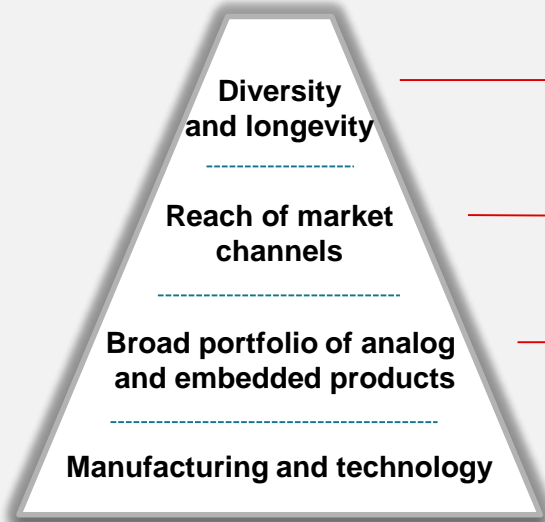 Diversity
and longevity
Reach of market
channels
Broad portfolio of analog
and embedded products
Manufacturing and technology